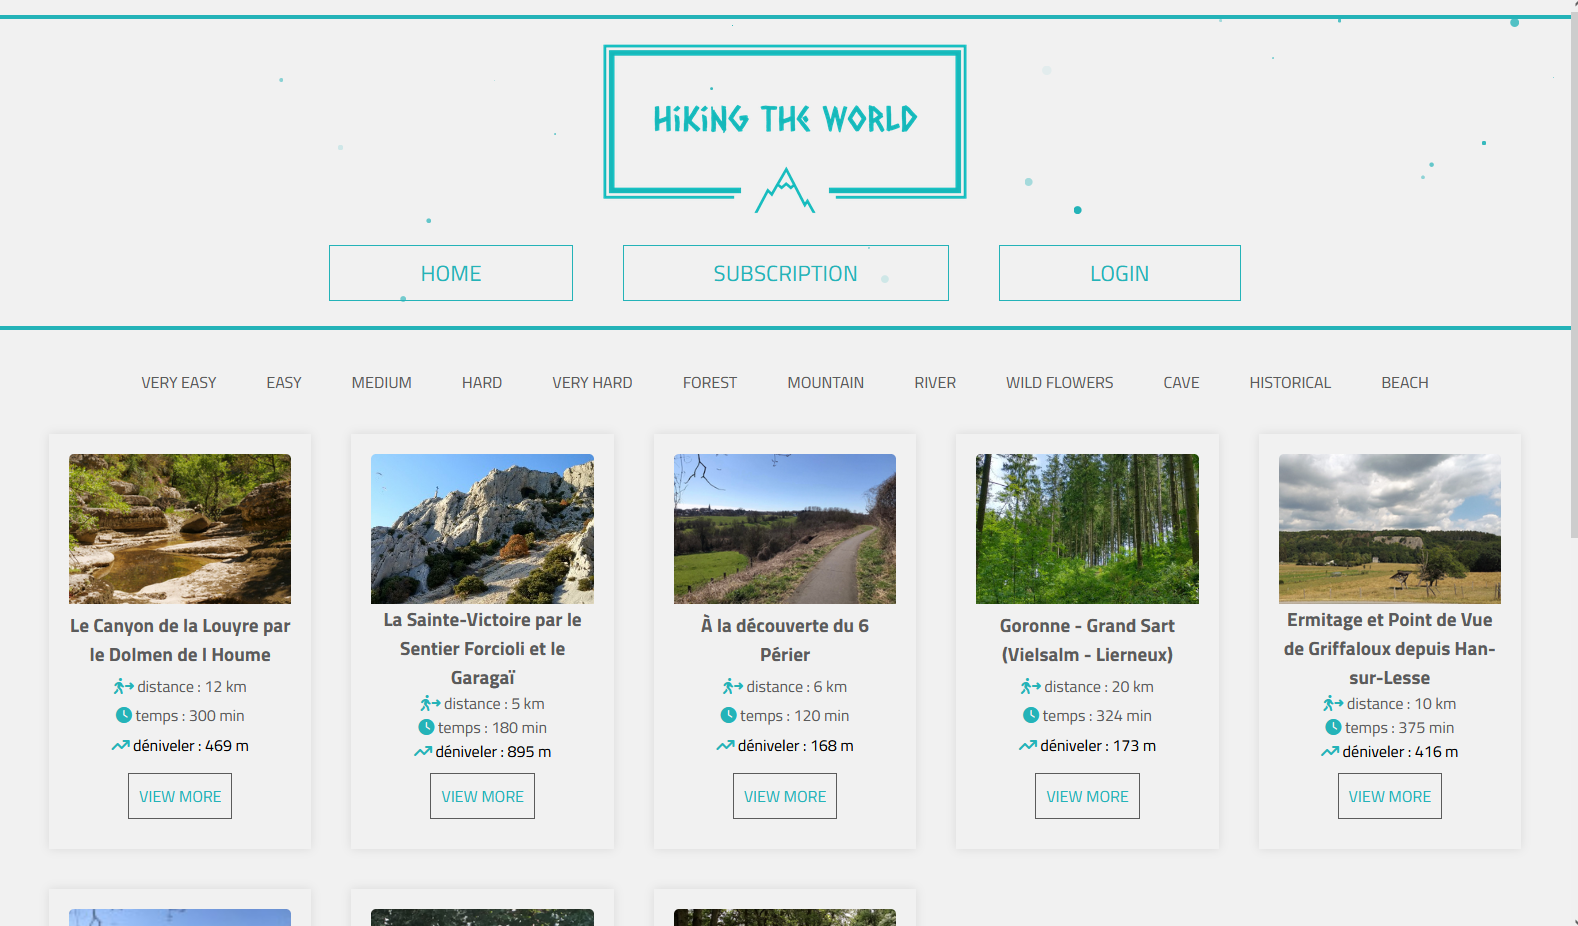 HiKiNG THE WORLD
HOME
SUBSCRIPTION
LOGIN
VERY EASY
EASY
MEDIUM
HARD
VERY HARD
FOREST
MOUNTAIN
RIVER
WILD FLOWERS
CAVE
HISTORICAL
BEACH
Le Canyon de la Louyre par
le Dolmen de l Houme
distance : 12 km
temps : 300 min
déniveler : 469 m
VIEW MORE
La Sainte-Victoire par le
Sentier Forcioli et le
Garagaï
distance : 5 km
temps : 180 min
déniveler : 895 m
VIEW MORE
À la découverte du 6
Périer
distance : 6 km
temps : 120 min
déniveler : 168 m
VIEW MORE
Goronne - Grand Sart
(Vielsalm - Lierneux)
distance : 20 km
temps : 324 min
déniveler : 173 m
VIEW MORE
Ermitage et Point de Vue
de Griffaloux depuis Han-
sur-Lesse
distance : 10 km
temps : 375 min
déniveler : 416 m
VIEW MORE